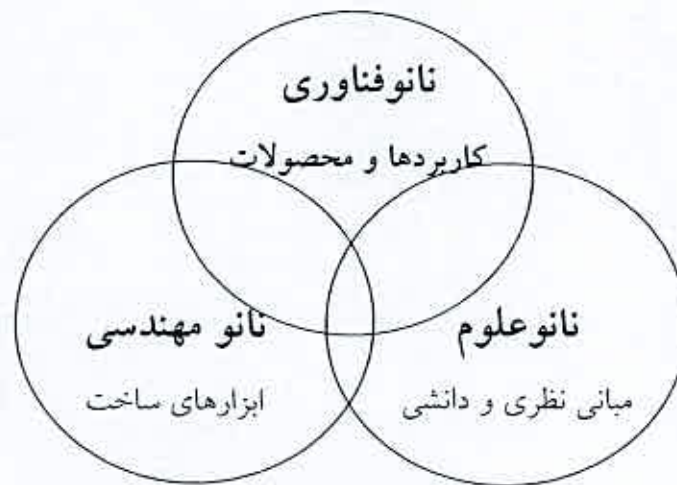 نانوفناوری
کاربردها و محصولات
نانوعلوم
مبانی نظری و دانشی
نانو مهندسی
ابزارهای ساخت